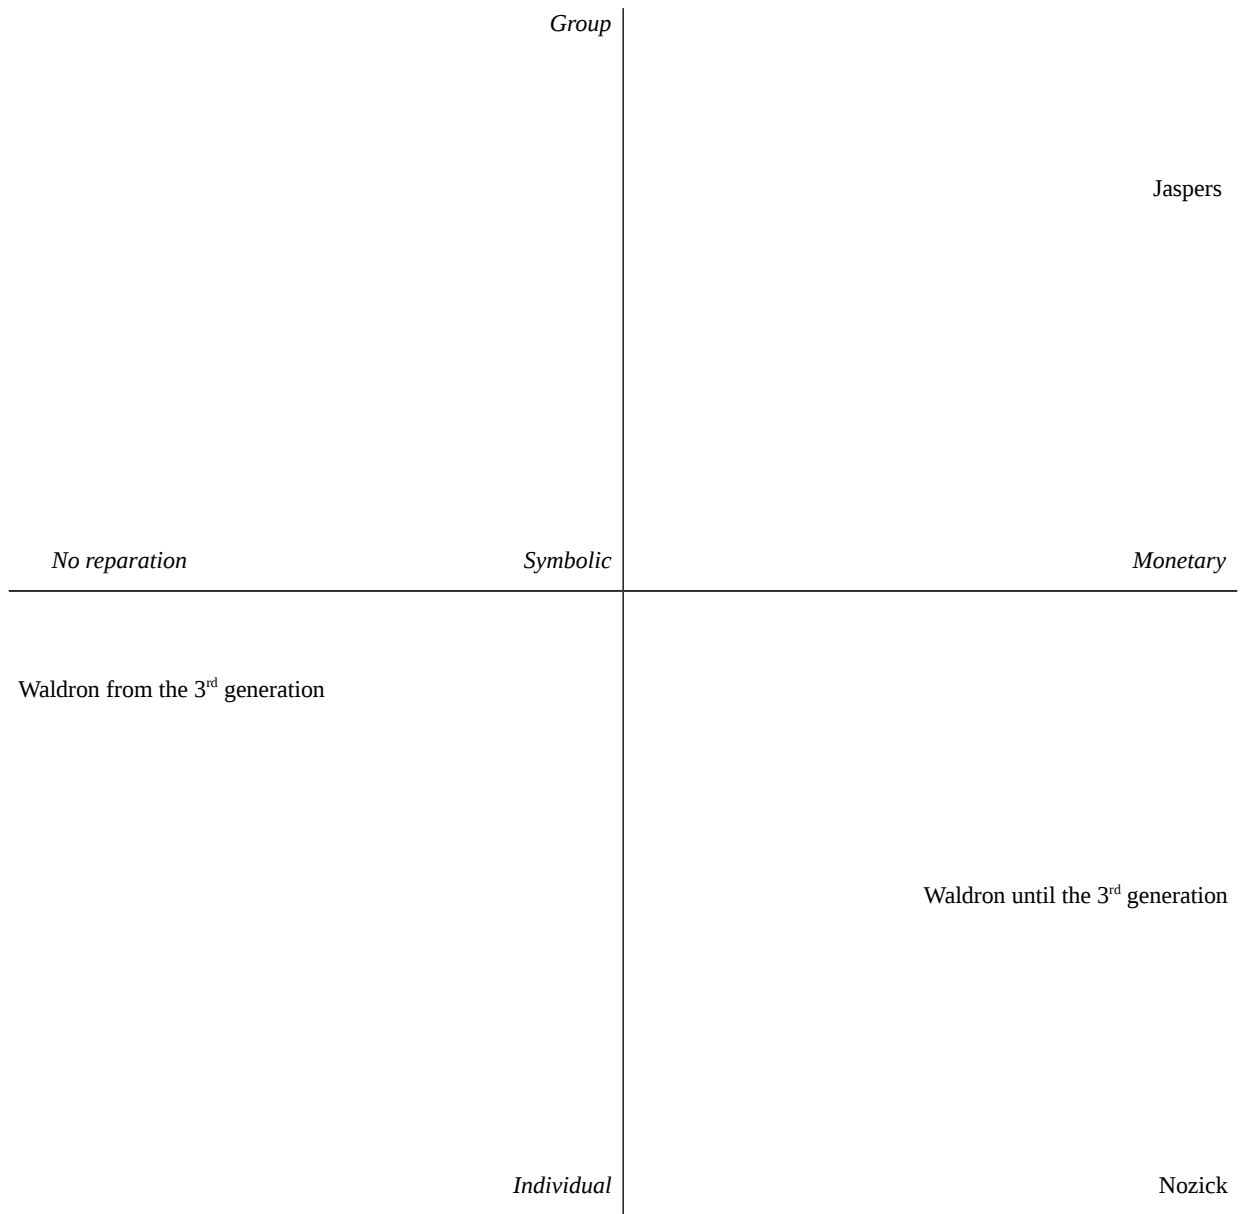 Group
Jaspers
No reparation Symbolic Monetary
Waldron from the 3rd generation
Waldron until the 3rd generation
Individual Nozick